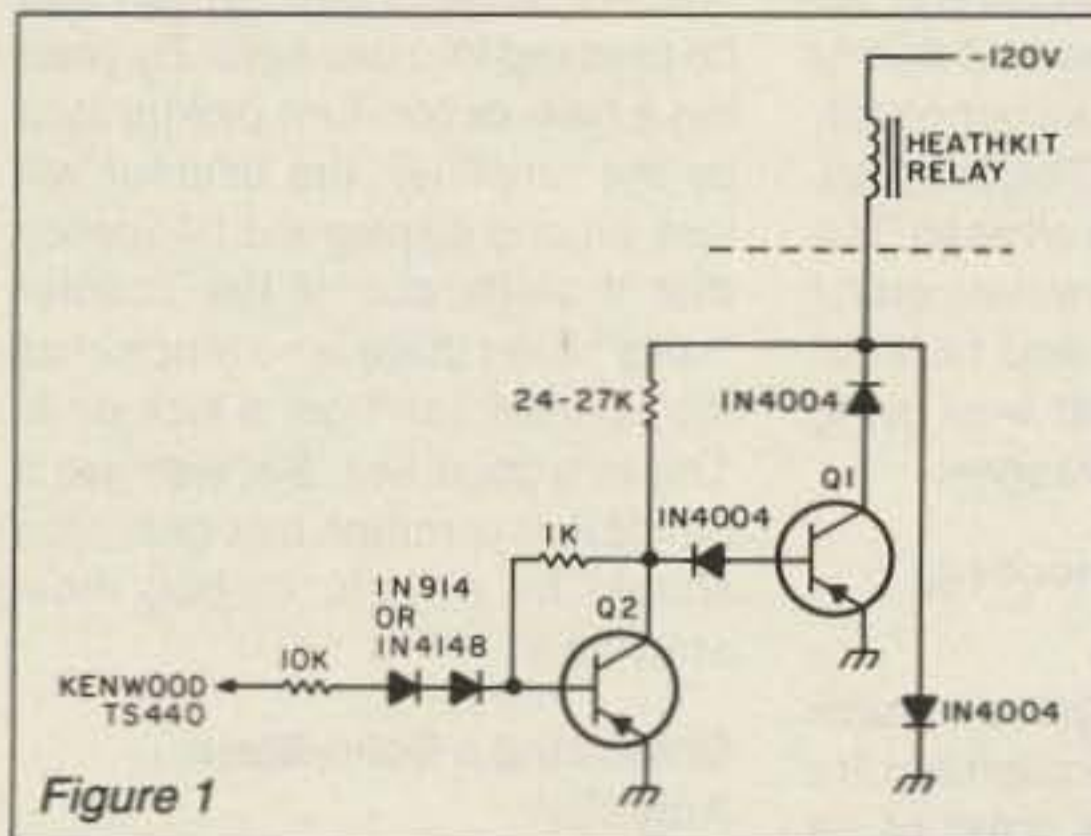 -120V
HEATHKIT
RELAY
24-27K
IN4004
Q1
IN4004
1K
IN914
OR
IN4148
Q2
10K
KENWOOD
TS440
IN4004
Figure 1